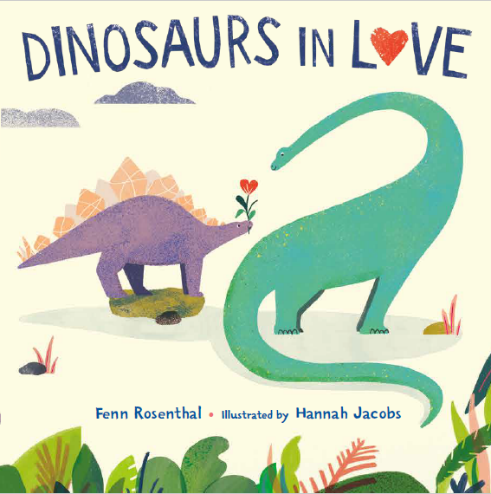 DINOSAURS IN LOVE
Fenn Rosenthal • Illustrated by Hannah Jacobs